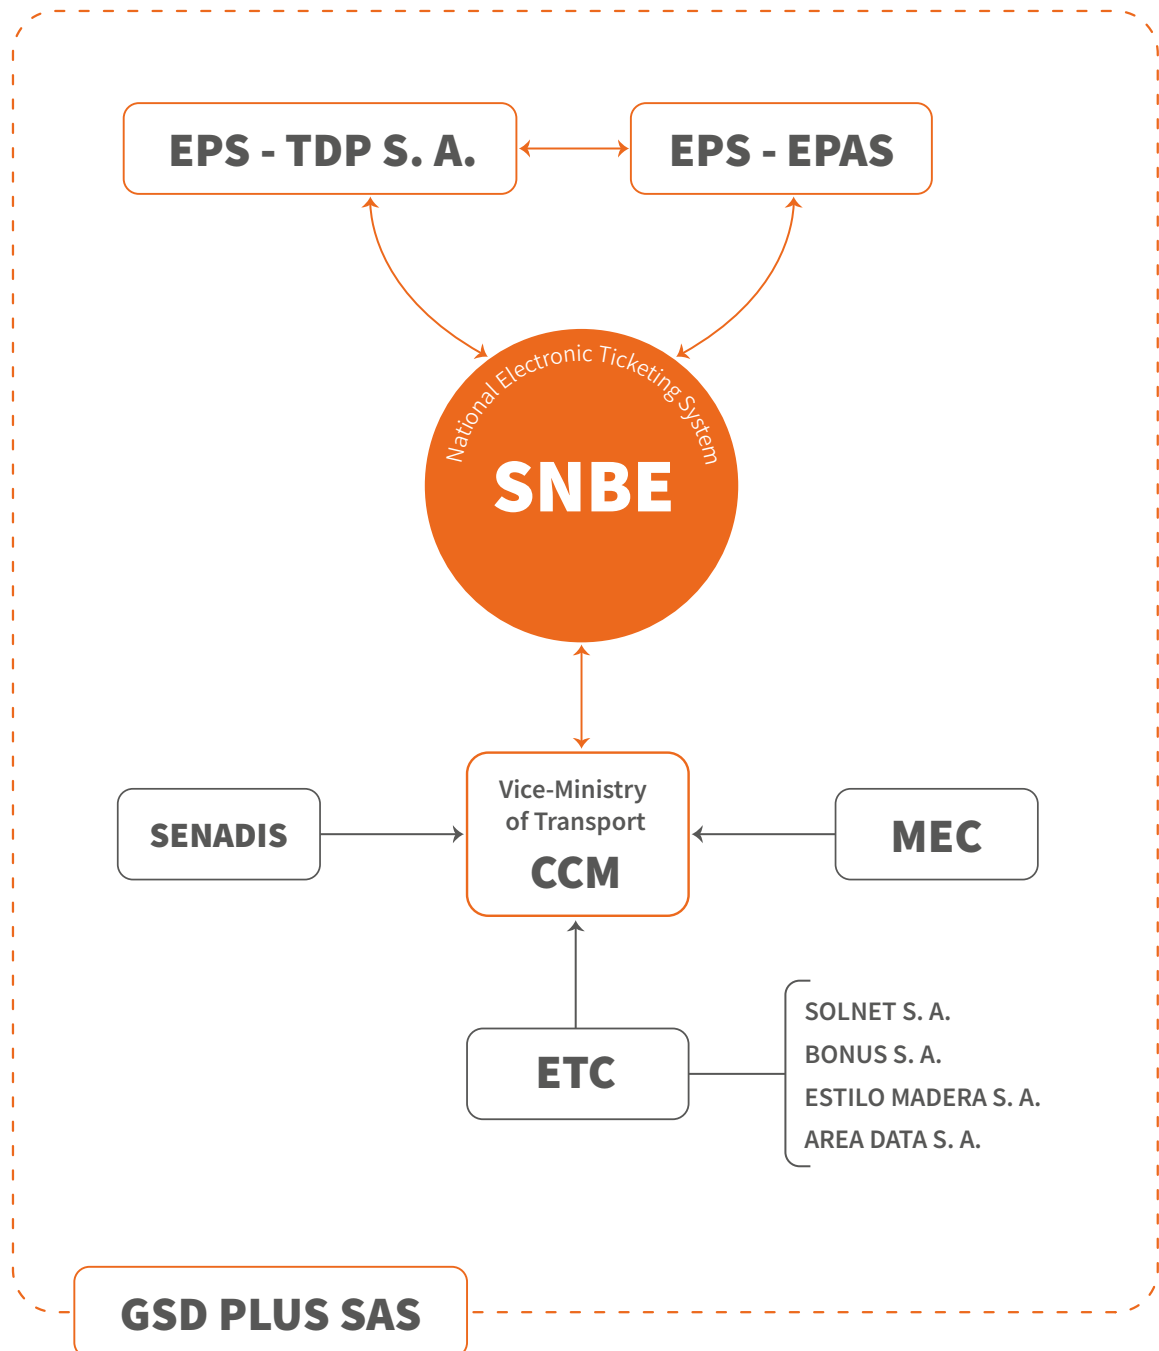 EPS - TDP S. A.
EPS - EPAS
National Electronic Ticketing System
SNBE
Vice-Ministry
of Transport
CCM
SENADIS
MEC
ETC
SOLNET S. A.
BONUS S. A.
ESTILO MADERA S. A.
AREA DATA S. A.
GSD PLUS SAS